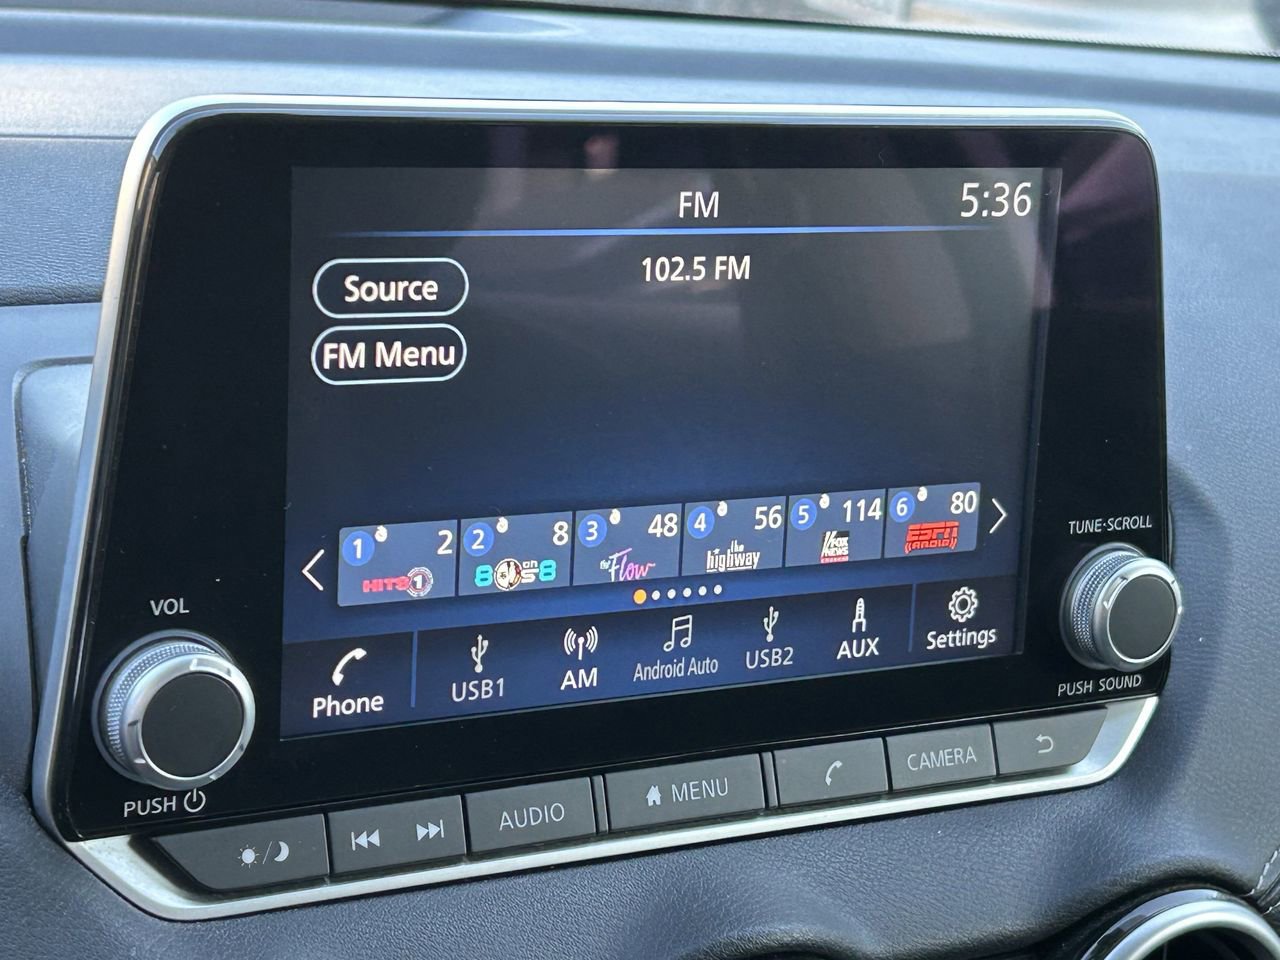 FM
5:36
102.5 FM
Source
FM Menu
1 2
HITS 1
2 8
80s on 8
3 48
the Flow
4 56
the highway
5 114
FOX NEWS
6 80
ESPN RADIO
VOL
PUSH
TUNE·SCROLL
PUSH SOUND
Phone
USB1
AM
Android Auto
USB2
AUX
Settings
AUDIO
MENU
CAMERA